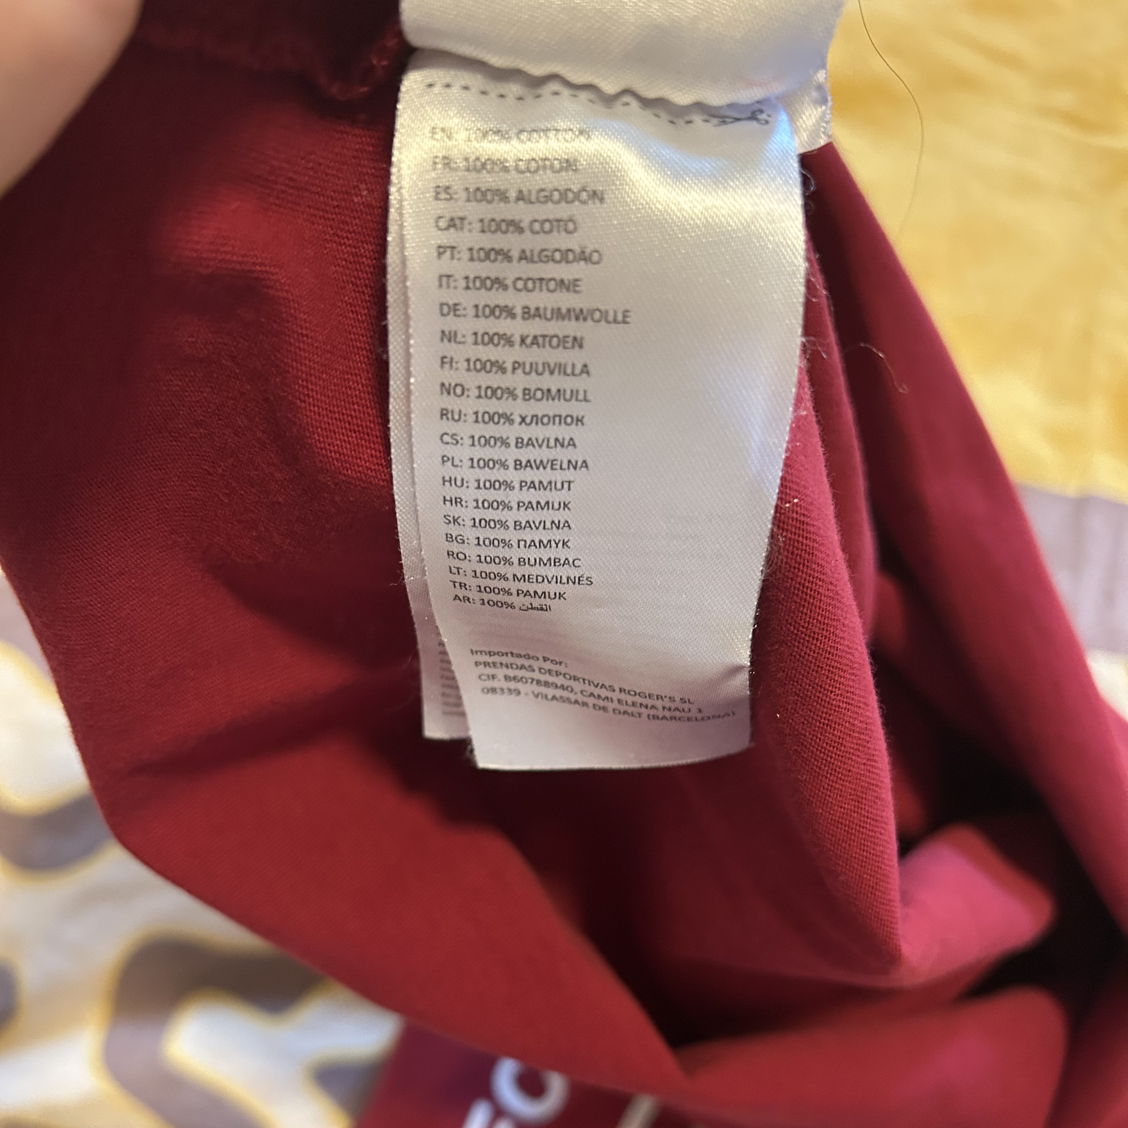 EN: 100% COTTON
FR: 100% COTON
ES: 100% ALGODÓN
CAT: 100% COTÓ
PT: 100% ALGODÃO
IT: 100% COTONE
DE: 100% BAUMWOLLE
NL: 100% KATOEN
FI: 100% PUUVILLA
NO: 100% BOMULL
RU: 100% хлопок
CS: 100% BAVLNA
PL: 100% BAWELNA
HU: 100% PAMUT
HR: 100% PAMUK
SK: 100% BAVLNA
BG: 100% ПАМУК
RO: 100% BUMBAC
LT: 100% MEDVILNÉS
TR: 100% PAMUK
AR: 100% القطن
Importado Por:
PRENDAS DEPORTIVAS ROGER'S SL
CIF. B60788940, CAMI ELENA NAU 3
08339 - VILASSAR DE DALT (BARCELONA)